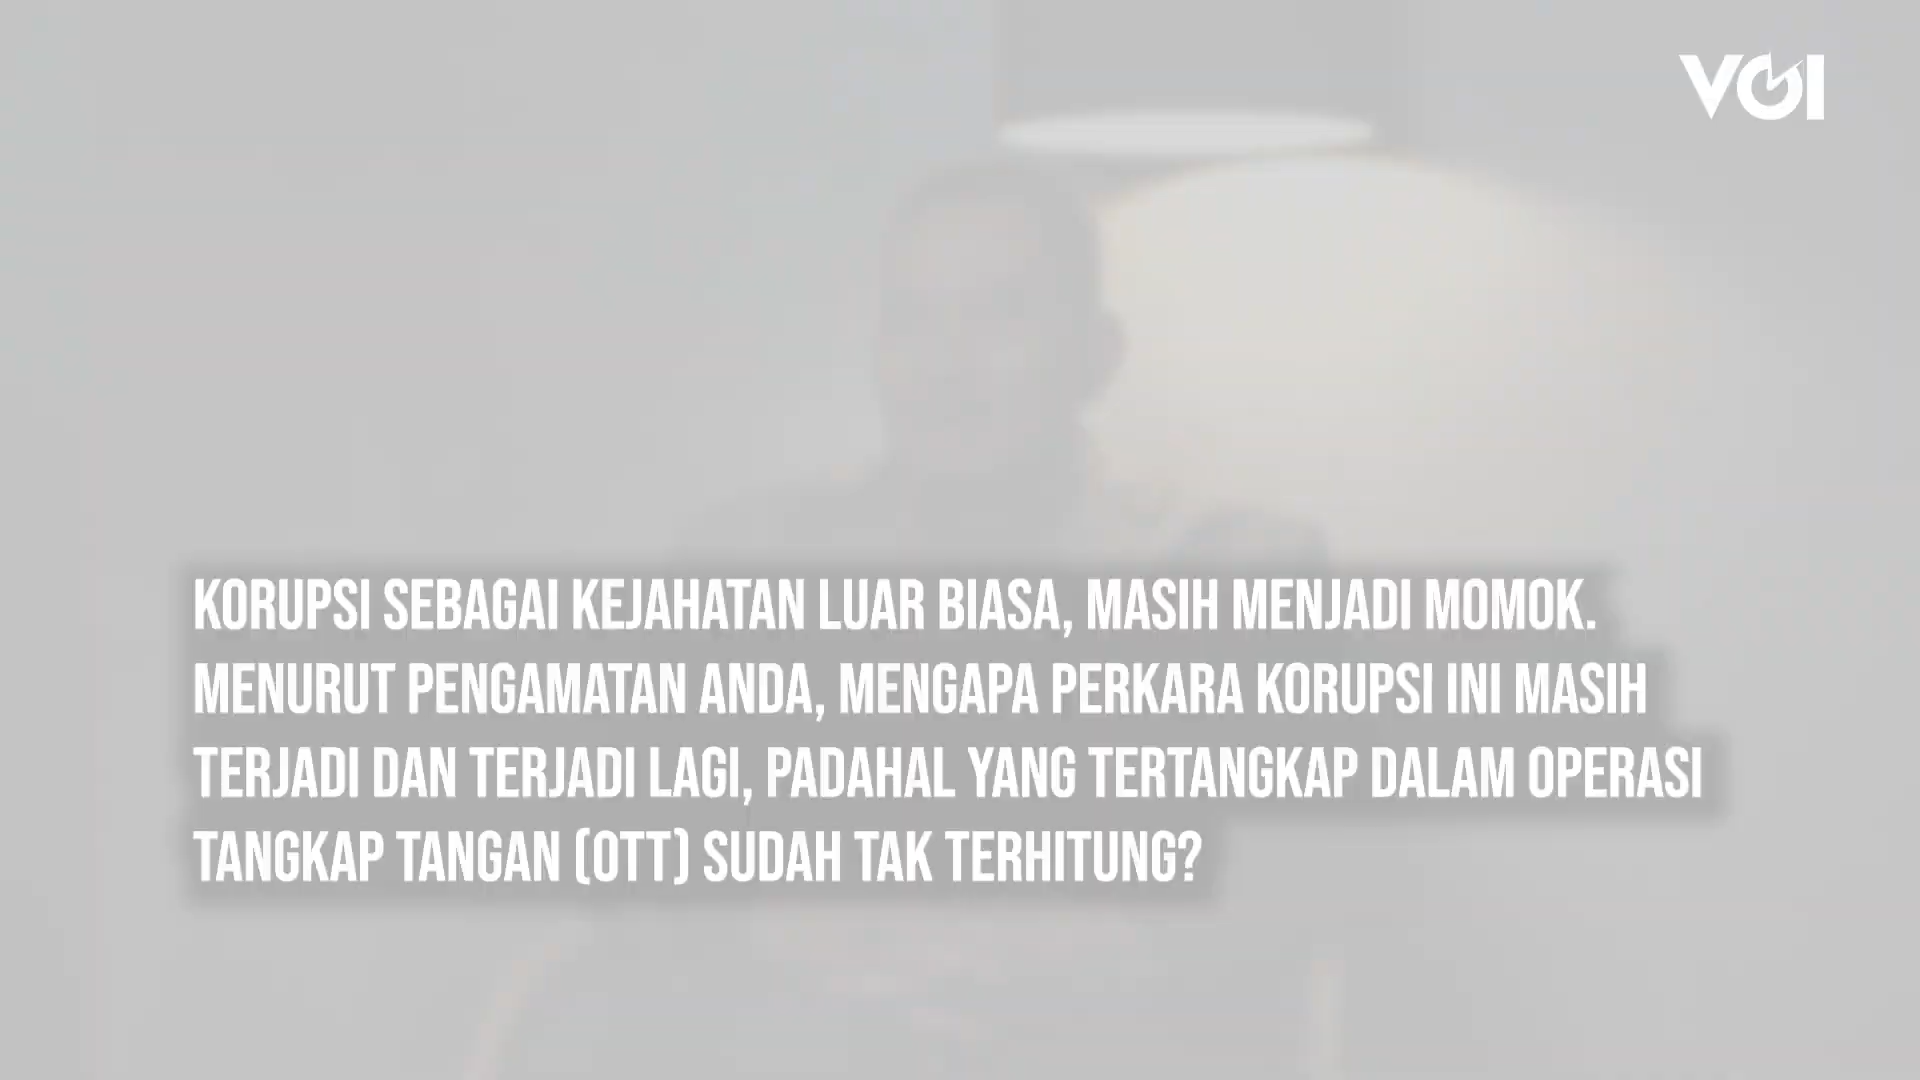 VOI
KORUPSI SEBAGAI KEJAHATAN LUAR BIASA, MASIH MENJADI MOMOK.
MENURUT PENGAMATAN ANDA, MENGAPA PERKARA KORUPSI INI MASIH
TERJADI DAN TERJADI LAGI, PADAHAL YANG TERTANGKAP DALAM OPERASI
TANGKAP TANGAN (OTT) SUDAH TAK TERHITUNG?